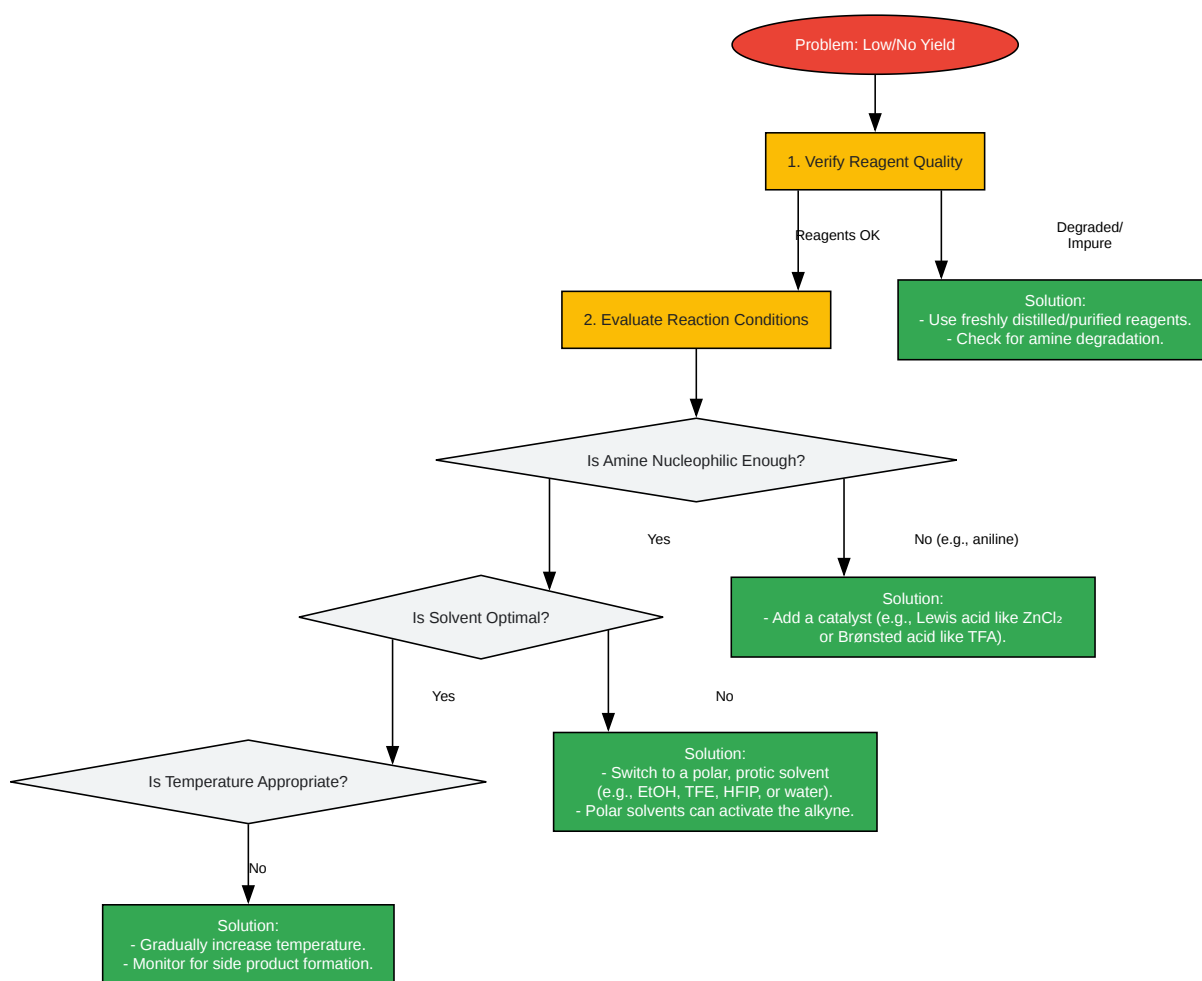 Problem: Low/No Yield
1. Verify Reagent Quality
Reagents OK
Degraded/
Impure
Solution:
- Use freshly distilled/purified reagents.
- Check for amine degradation.
2. Evaluate Reaction Conditions
Is Amine Nucleophilic Enough?
Yes
No (e.g., aniline)
Solution:
- Add a catalyst (e.g., Lewis acid like ZnCl₂
or Brønsted acid like TFA).
Is Solvent Optimal?
Yes
No
Solution:
- Switch to a polar, protic solvent
(e.g., EtOH, TFE, HFIP, or water).
- Polar solvents can activate the alkyne.
Is Temperature Appropriate?
No
Solution:
- Gradually increase temperature.
- Monitor for side product formation.